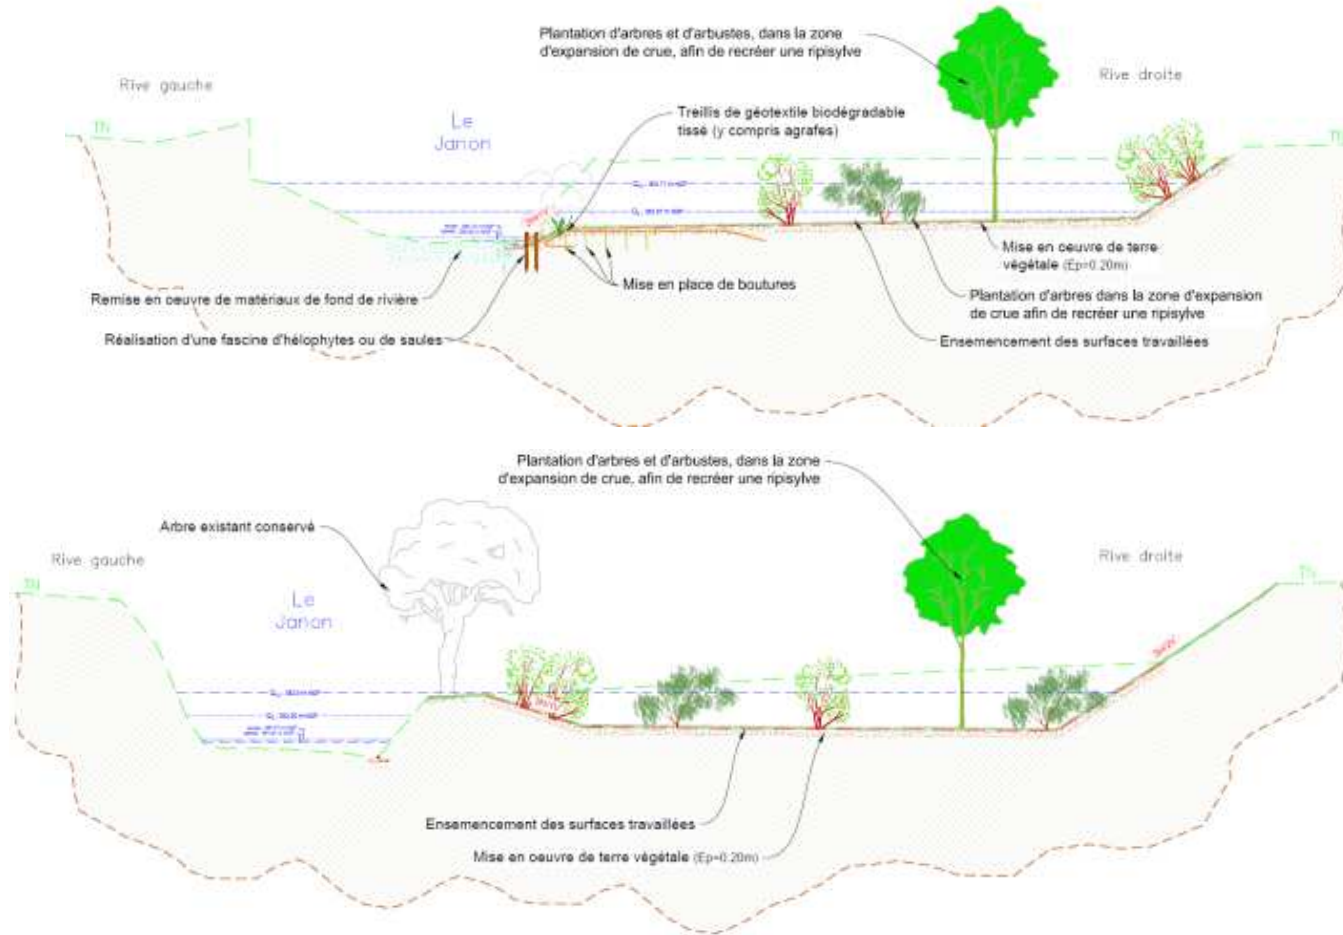 Plantation d'arbres et d'arbustes, dans la zone
d'expansion de crue, afin de recréer une ripisylve
Rive gauche
Rive droite
Le
Janon
Treillis de géotextile biodégradable
tissé (y compris agrafes)
TN
Mise en oeuvre de terre
végétale (Ep=0.20m)
Mise en place de boutures
Remise en oeuvre de matériaux de fond de rivière
Plantation d'arbres dans la zone d'expansion
de crue afin de recréer une ripisylve
Réalisation d'une fascine d'hélophytes ou de saules
Ensemencement des surfaces travaillées
Plantation d'arbres et d'arbustes, dans la zone
d'expansion de crue, afin de recréer une ripisylve
Arbre existant conservé
Rive gauche
Rive droite
TN
TN
Le
Janon
Ensemencement des surfaces travaillées
Mise en oeuvre de terre végétale (Ep=0.20m)